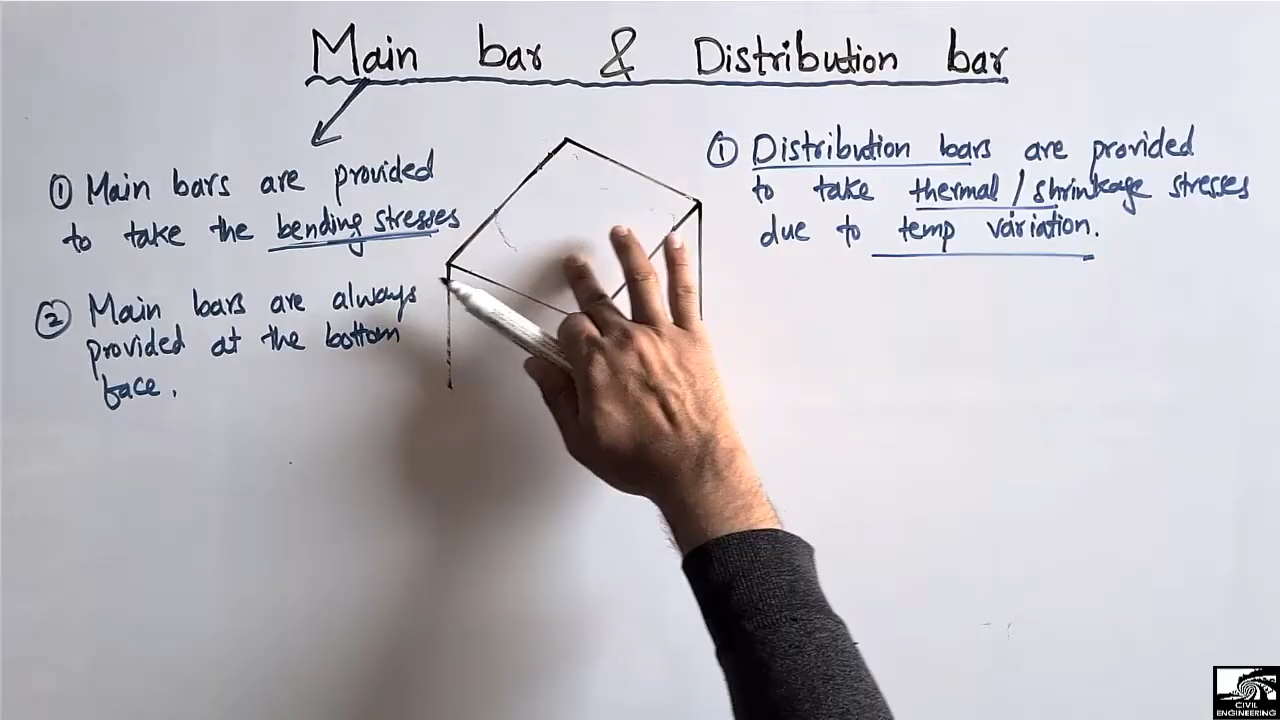 Main bar & Distribution bar
① Main bars are provided
to take the bending stresses
② Main bars are always
provided at the bottom
face.
① Distribution bars are provided
to take thermal/shrinkage stresses
due to temp variation.
CIVIL
ENGINEERING